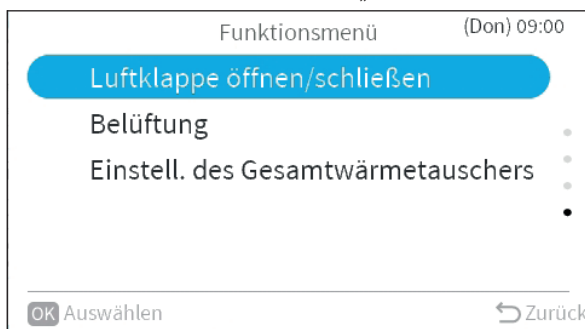 Funktionsmenü (Don) 09:00
Luftklappe öffnen/schließen
Belüftung
Einstell. des Gesamtwärmetauschers
OK Auswählen Zurück